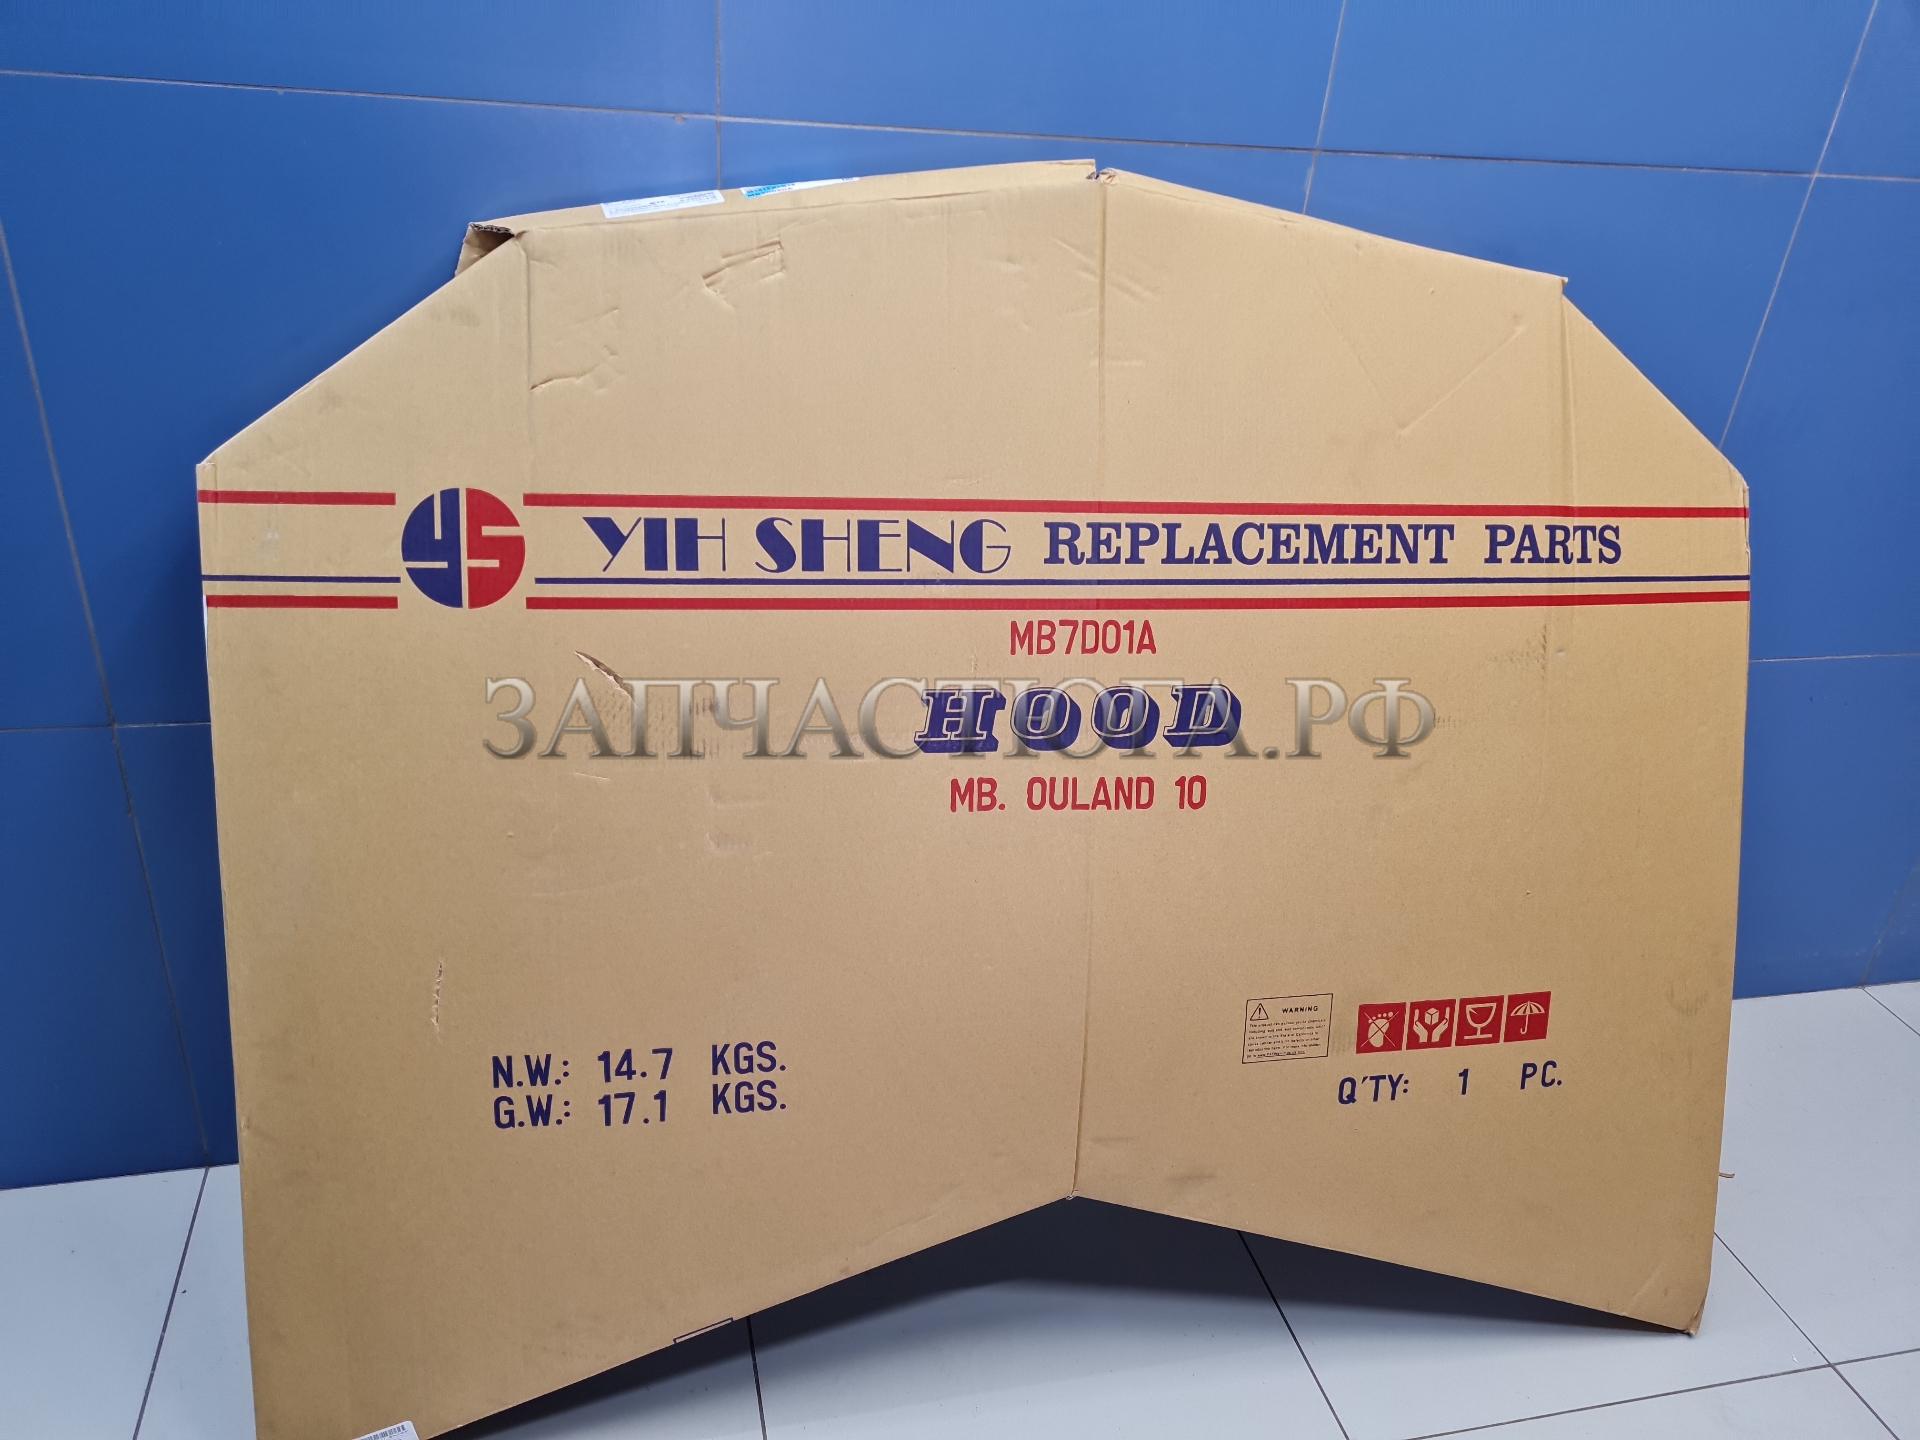 YS YIH SHENG REPLACEMENT PARTS
MB7D01A
HOOD
ЗАПЧАСТЮГА.РФ
MB. OULAND 10
WARNING
N.W.: 14.7 KGS.
G.W.: 17.1 KGS.
Q'TY: 1 PC.